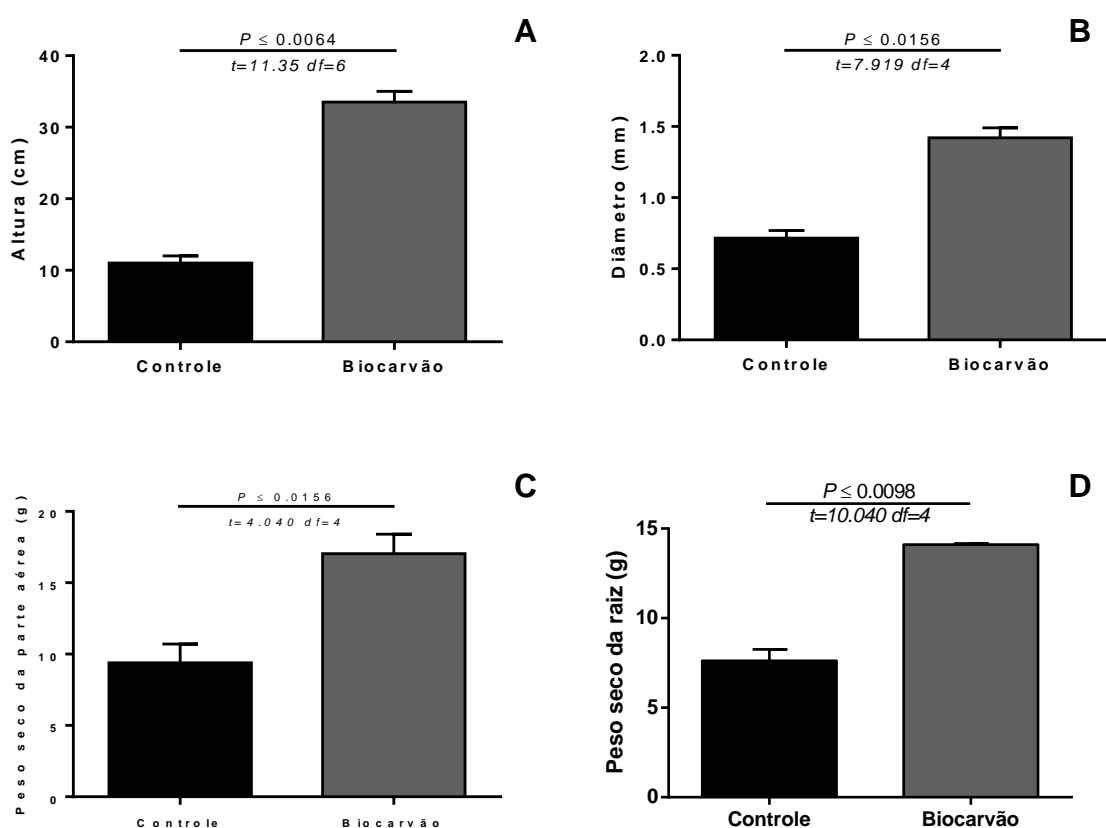 A
P ≤ 0.0064
t=11.35 df=6
Altura (cm)
40
30
20
10
0
Controle Biocarvão
B
P ≤ 0.0156
t=7.919 df=4
Diâmetro (mm)
2.0
1.5
1.0
0.5
0.0
Controle Biocarvão
C
P ≤ 0.0156
t=4.040 df=4
Peso seco da parte aérea (g)
20
15
10
5
0
Controle Biocarvão
D
P ≤ 0.0098
t=10.040 df=4
Peso seco da raiz (g)
15
10
5
0
Controle Biocarvão